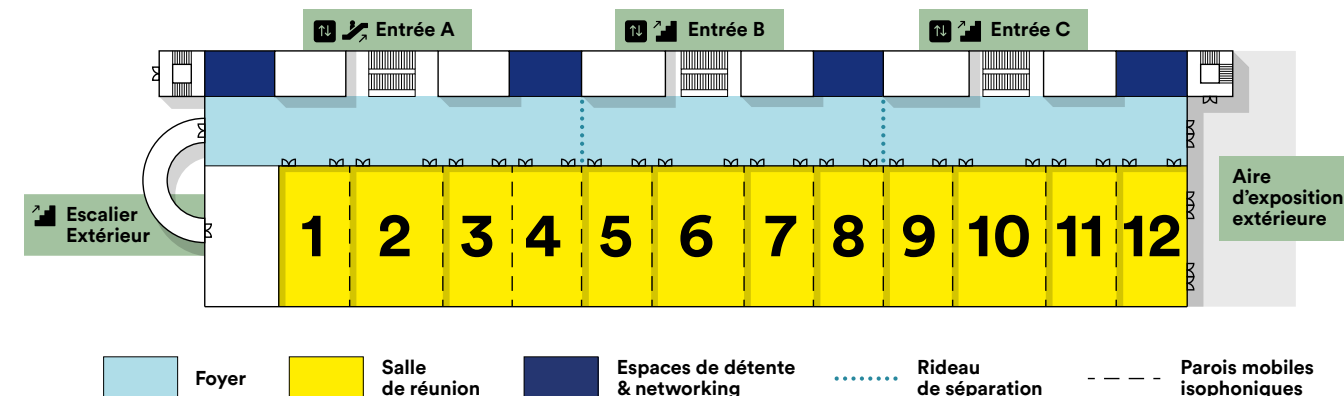 Entrée A
Entrée B
Entrée C
Aire
d'exposition
extérieure
Escalier
Extérieur
1 2 3 4 5 6 7 8 9 10 11 12
Foyer
Salle
de réunion
Espaces de détente
& networking
Rideau
de séparation
Parois mobiles
isophoniques